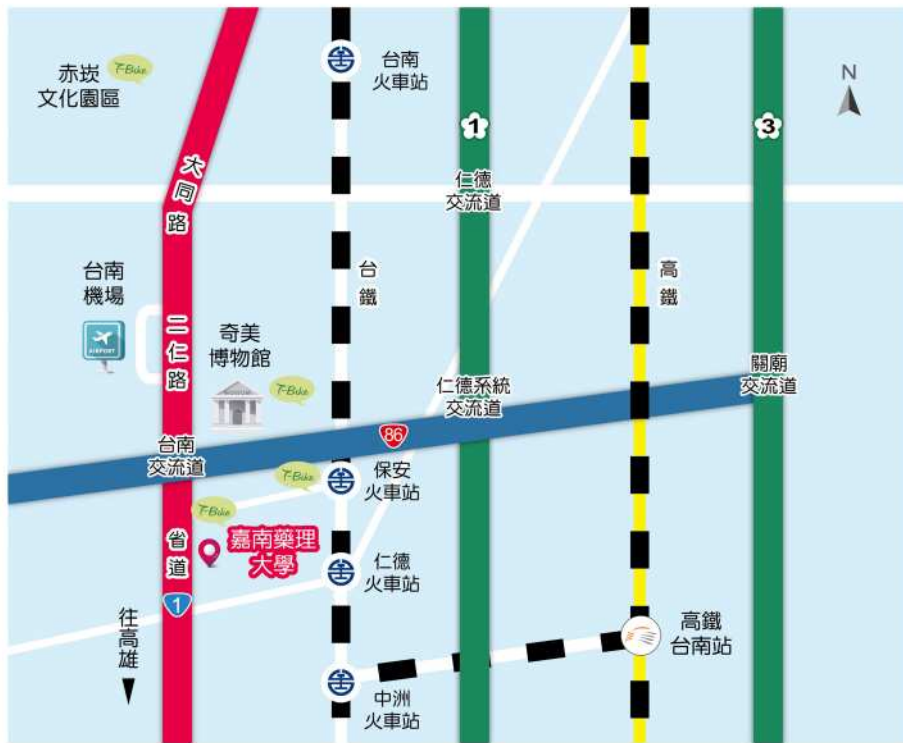 台南
火車站
T-Bike
赤崁
文化園區
N
1
3
大同路
仁德
交流道
台鐵
高鐵
台南
機場
AIRPORT
二仁路
奇美
博物館
MUSEUM
T-Bike
仁德系統
交流道
關廟
交流道
86
台南
交流道
保安
火車站
T-Bike
T-Bike
省道
嘉南藥理
大學
仁德
火車站
1
往高雄
高鐵
台南站
中洲
火車站